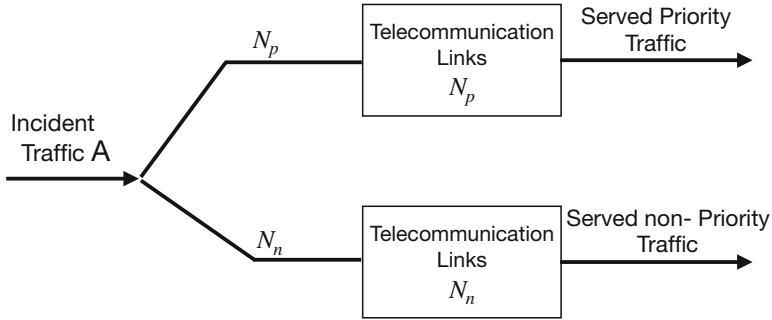 Incident
Traffic A
N_p
Telecommunication
Links
N_p
Served Priority
Traffic
N_n
Telecommunication
Links
N_n
Served non- Priority
Traffic